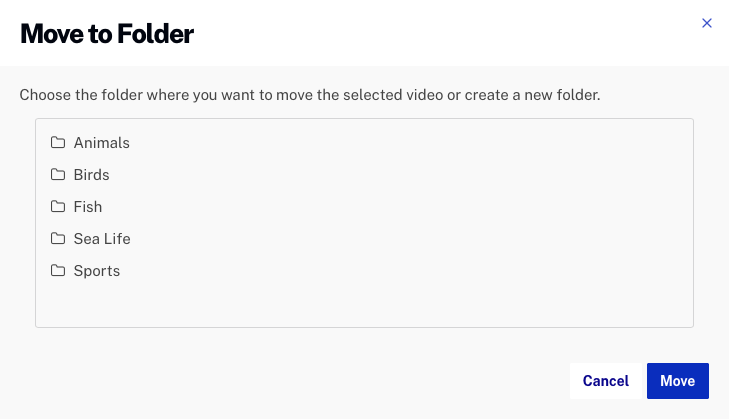 Move to Folder
Choose the folder where you want to move the selected video or create a new folder.
Animals
Birds
Fish
Sea Life
Sports
Cancel Move